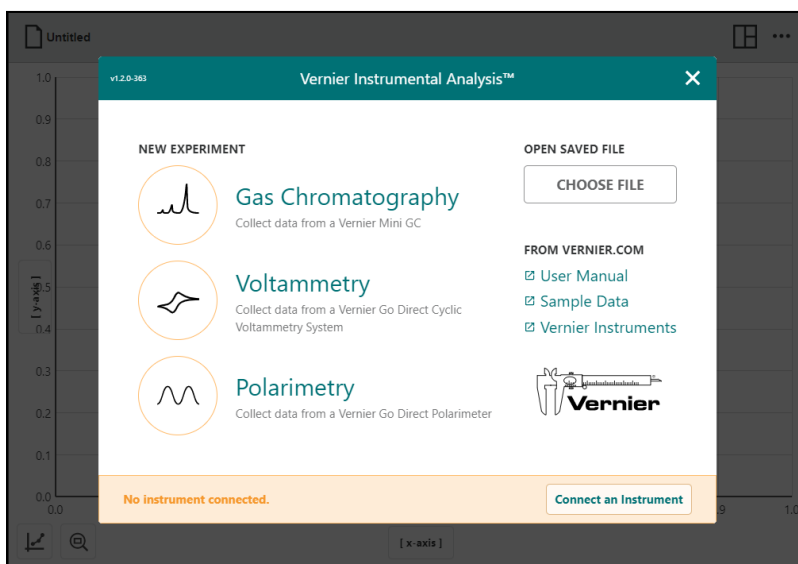 Untitled
v1.2.0-363
Vernier Instrumental Analysis™
NEW EXPERIMENT
Gas Chromatography
Collect data from a Vernier Mini GC
Voltammetry
Collect data from a Vernier Go Direct Cyclic
Voltammetry System
Polarimetry
Collect data from a Vernier Go Direct Polarimeter
OPEN SAVED FILE
CHOOSE FILE
FROM VERNIER.COM
User Manual
Sample Data
Vernier Instruments
Vernier
No instrument connected.
Connect an Instrument
1.0
0.9
0.8
0.7
0.6
0.5
0.4
0.3
0.2
0.1
0.0
[ y-axis ]
0.0
.9
1.0
[ x-axis ]